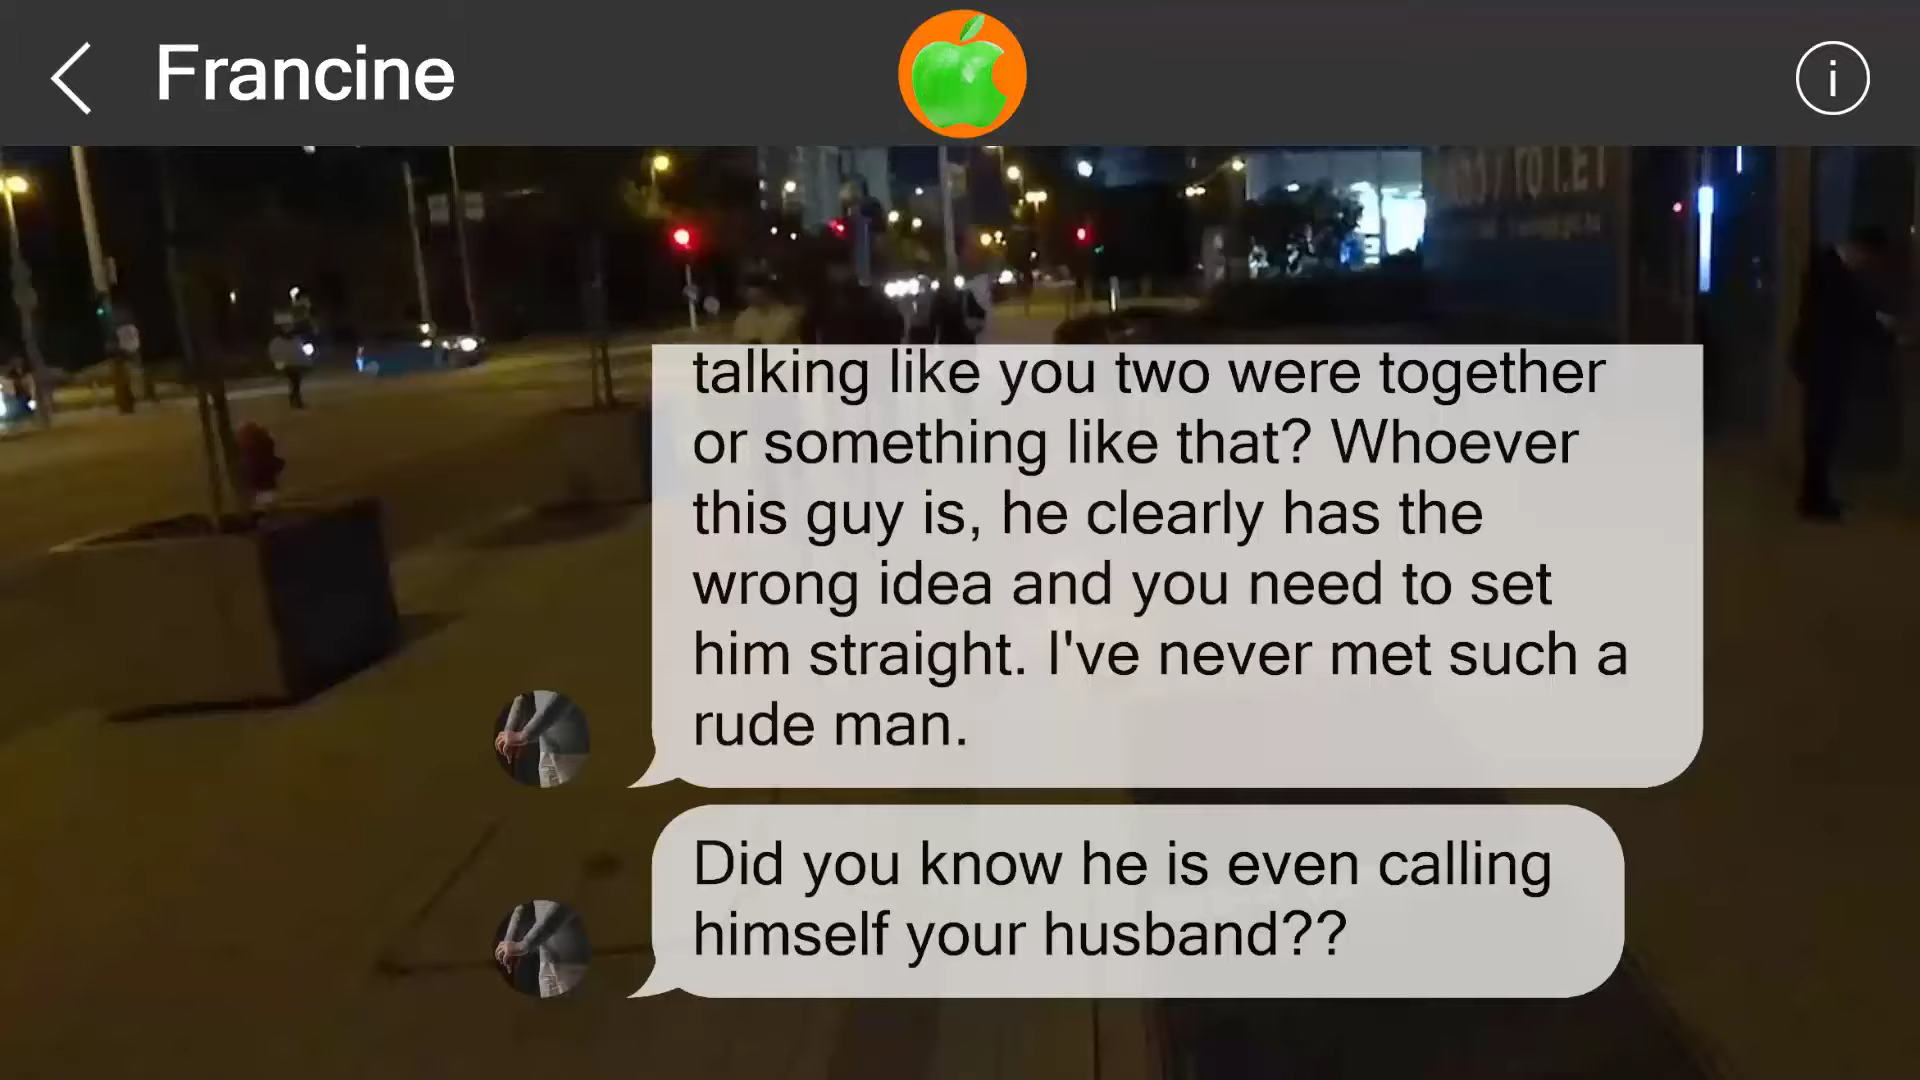 Francine
i
talking like you two were together
or something like that? Whoever
this guy is, he clearly has the
wrong idea and you need to set
him straight. I've never met such a
rude man.
Did you know he is even calling
himself your husband??